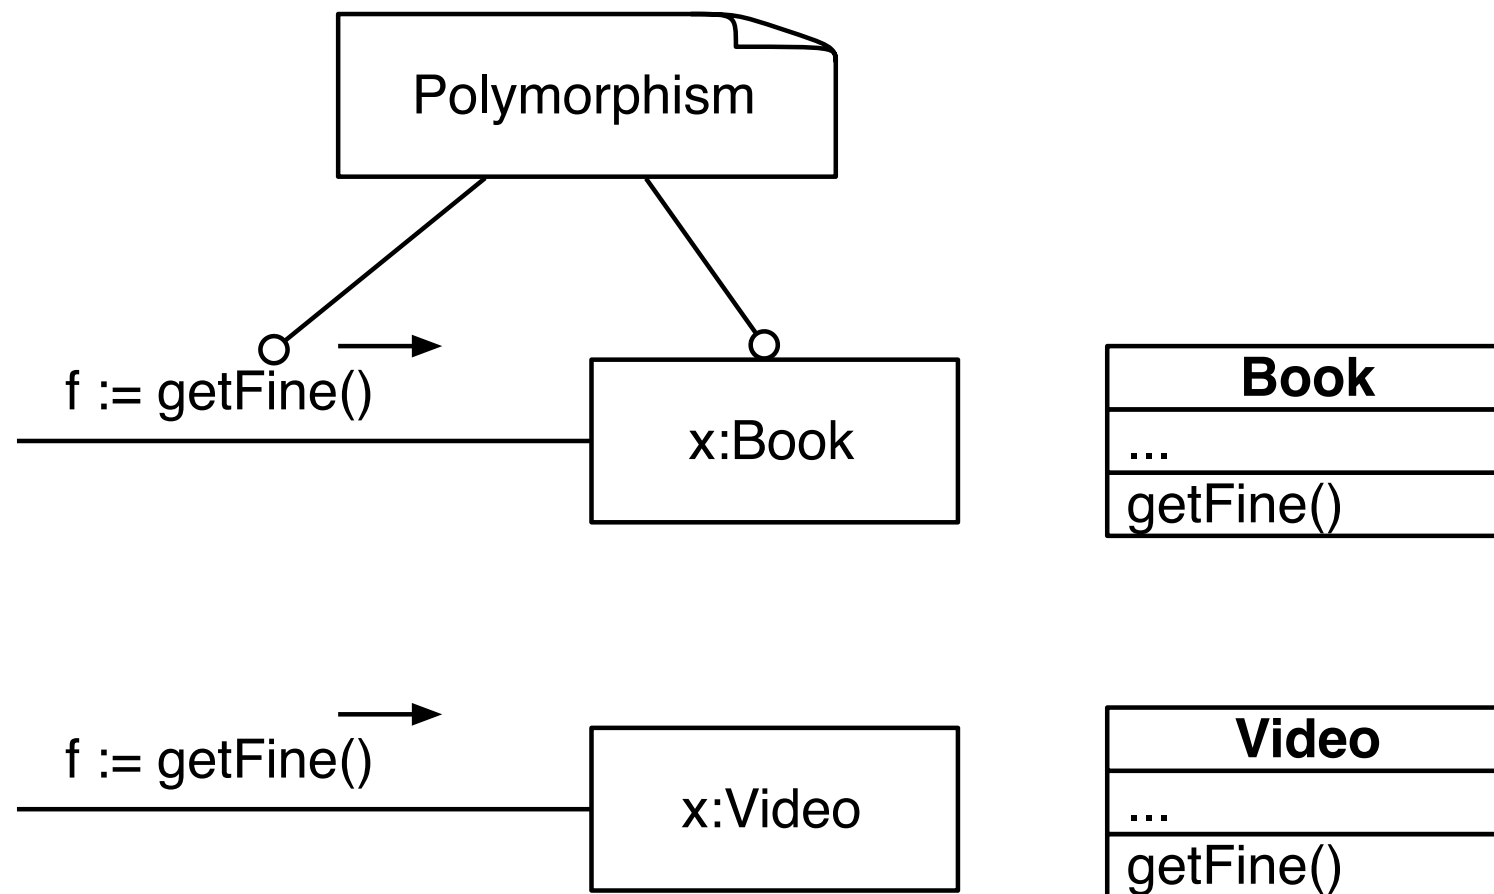 Polymorphism
f := getFine()
x:Book
Book
...
getFine()
f := getFine()
x:Video
Video
...
getFine()